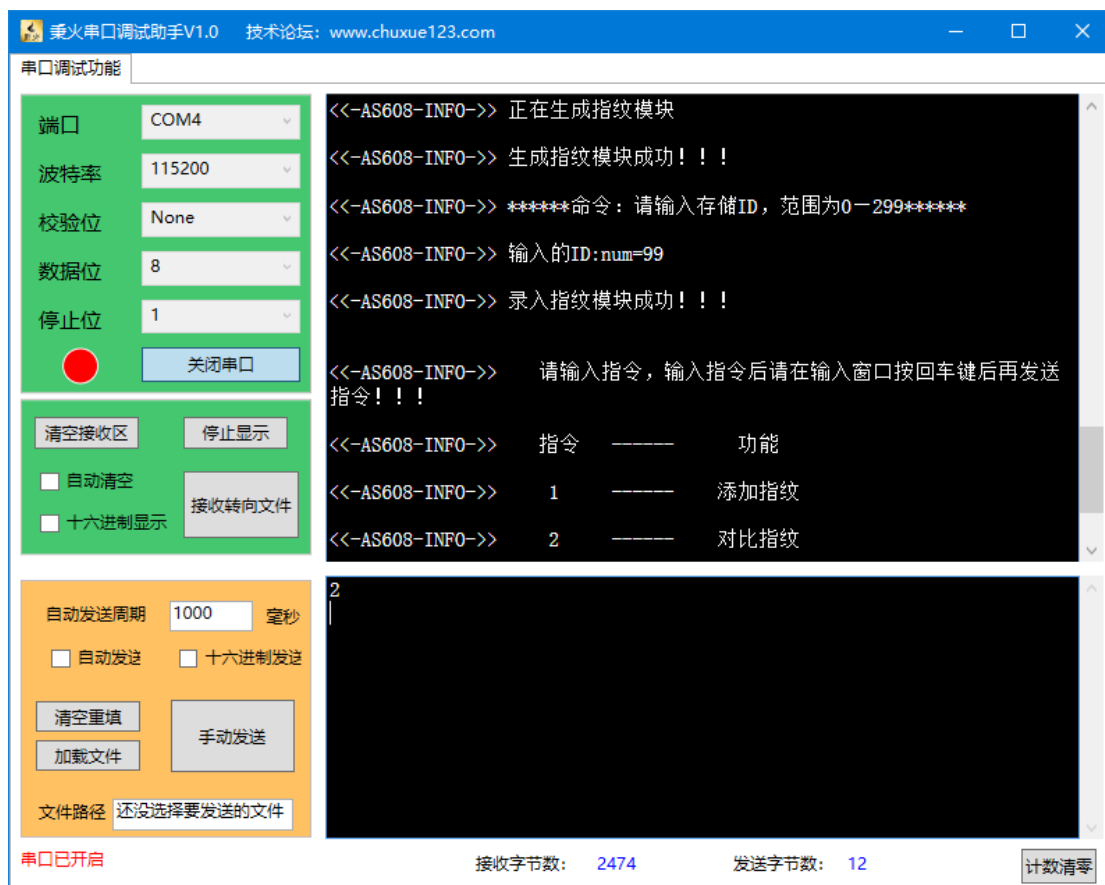 秉火串口调试助手V1.0 技术论坛：www.chuxue123.com
串口调试功能
端口 COM4
波特率 115200
校验位 None
数据位 8
停止位 1
关闭串口
清空接收区 停止显示
自动清空
十六进制显示
接收转向文件
<<-AS608-INFO->> 正在生成指纹模块
<<-AS608-INFO->> 生成指纹模块成功！！！
<<-AS608-INFO->> ******命令：请输入存储ID，范围为0—299******
<<-AS608-INFO->> 输入的ID:num=99
<<-AS608-INFO->> 录入指纹模块成功！！！
<<-AS608-INFO->> 请输入指令，输入指令后请在输入窗口按回车键后再发送
指令！！！
<<-AS608-INFO->> 指令 ------ 功能
<<-AS608-INFO->> 1 ------ 添加指纹
<<-AS608-INFO->> 2 ------ 对比指纹
自动发送周期 1000 毫秒
自动发送 十六进制发送
清空重填
加载文件
手动发送
文件路径 还没选择要发送的文件
2
串口已开启 接收字节数： 2474 发送字节数： 12 计数清零